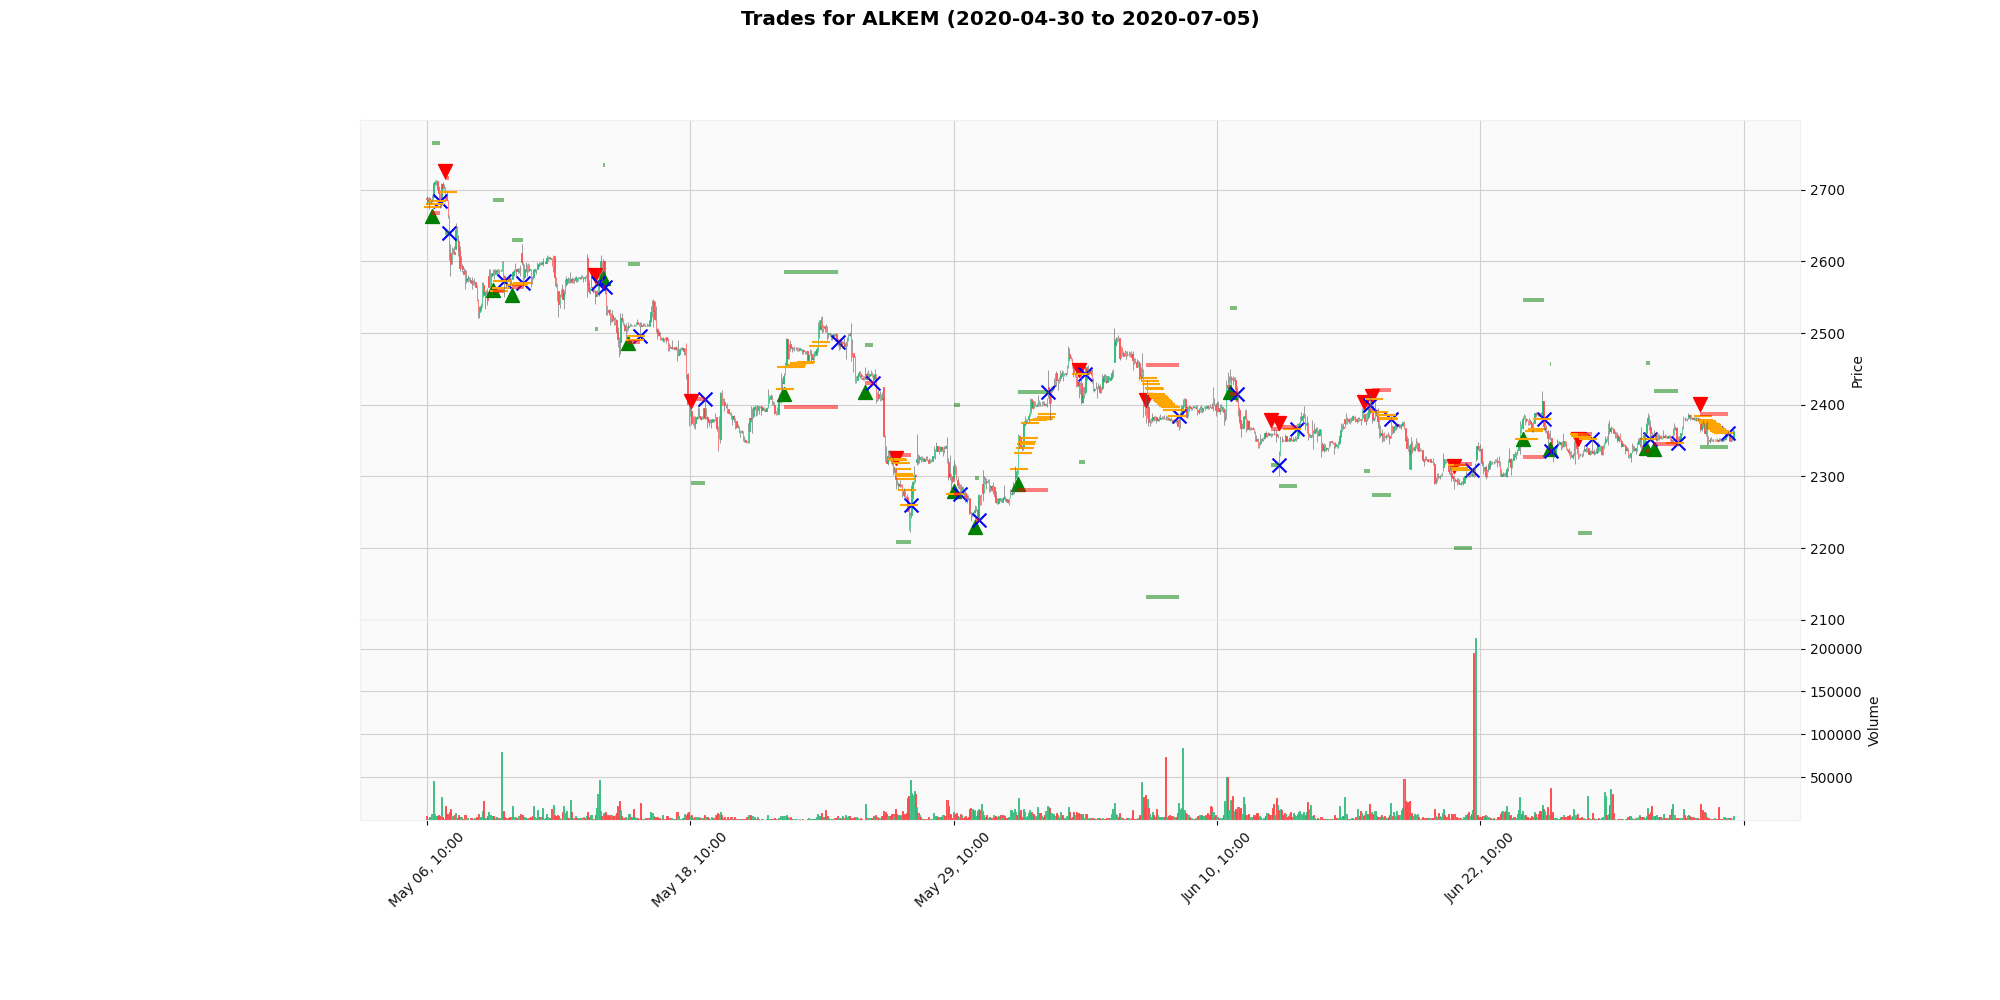 Trades for ALKEM (2020-04-30 to 2020-07-05)
2700
2600
2500
2400
2300
2200
2100
Price
200000
150000
100000
50000
Volume
May 06, 10:00
May 18, 10:00
May 29, 10:00
Jun 10, 10:00
Jun 22, 10:00